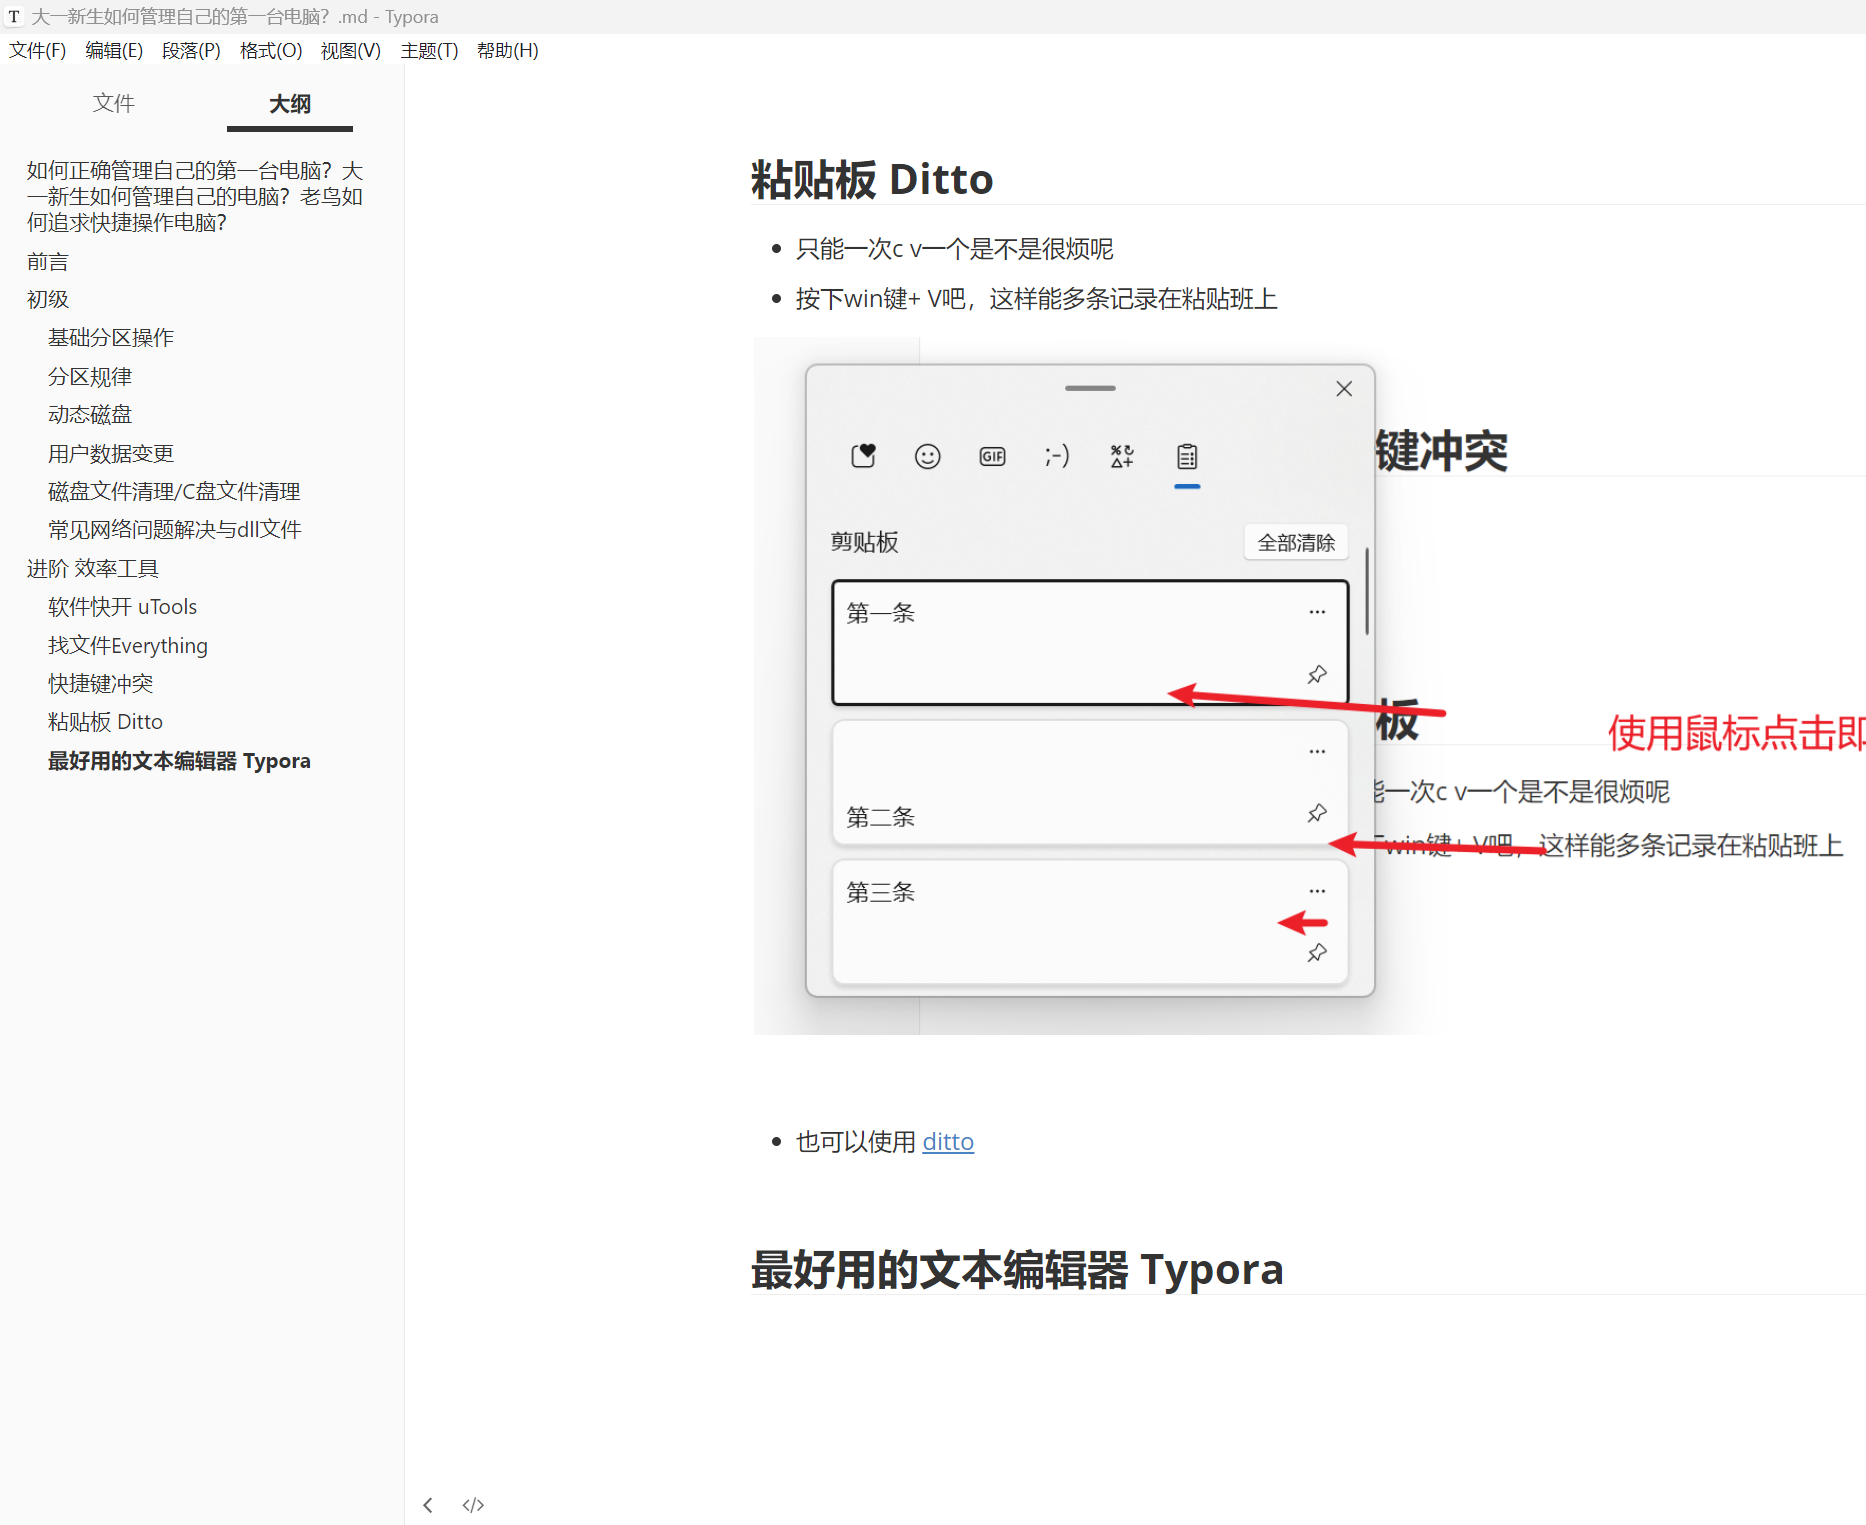 T 大一新生如何管理自己的第一台电脑？.md - Typora
文件(F) 编辑(E) 段落(P) 格式(O) 视图(V) 主题(T) 帮助(H)
文件 大纲
如何正确管理自己的第一台电脑？大
一新生如何管理自己的电脑？老鸟如
何追求快捷操作电脑？
前言
初级
基础分区操作
分区规律
动态磁盘
用户数据变更
磁盘文件清理/C盘文件清理
常见网络问题解决与dll文件
进阶 效率工具
软件快开 uTools
找文件Everything
快捷键冲突
粘贴板 Ditto
最好用的文本编辑器 Typora
粘贴板 Ditto
只能一次c v一个是不是很烦呢
按下win键+ V吧，这样能多条记录在粘贴班上
GIF ;-)
键冲突
剪贴板 全部清除
第一条
板
使用鼠标点击即
第二条
一次c v一个是不是很烦呢
win键+ V吧，这样能多条记录在粘贴班上
第三条
也可以使用 ditto
最好用的文本编辑器 Typora